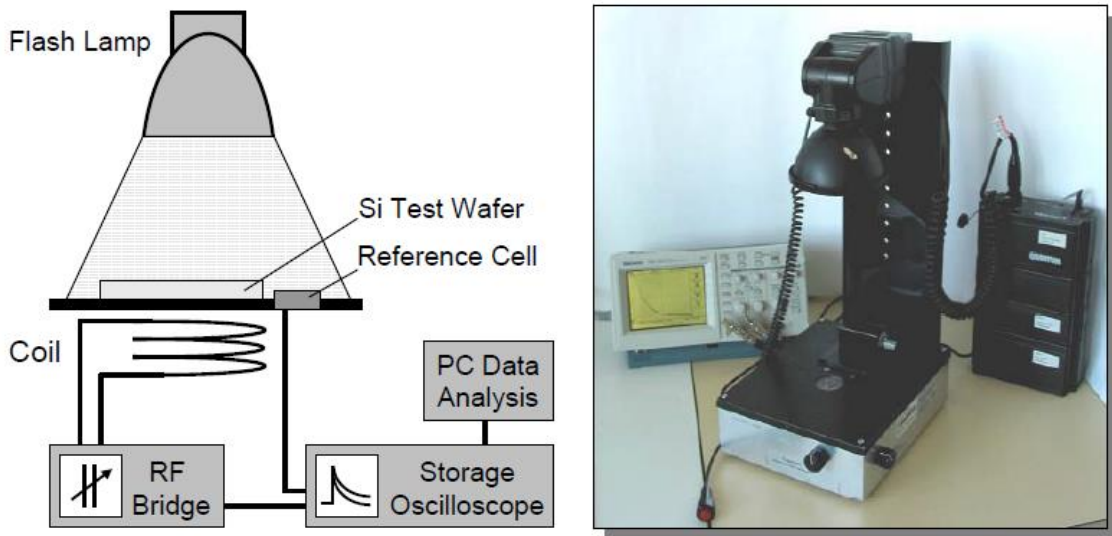 Flash Lamp
Si Test Wafer
Reference Cell
Coil
PC Data
Analysis
RF
Bridge
Storage
Oscilloscope